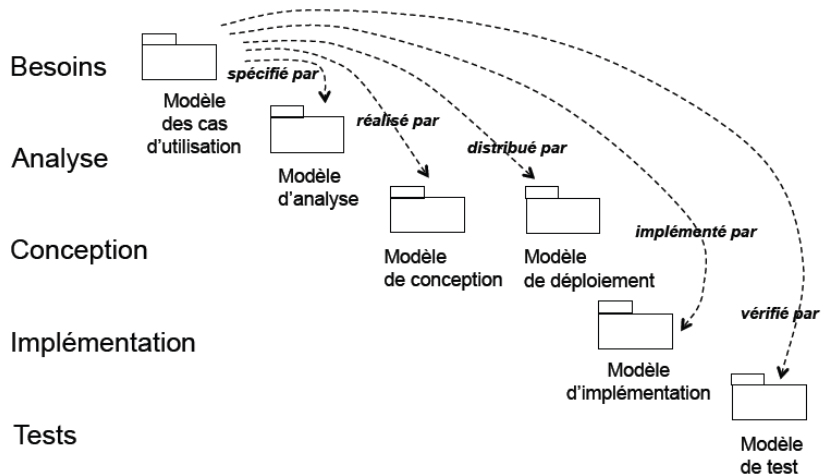 Besoins
spécifié par
Modèle
des cas
d'utilisation
réalisé par
distribué par
Analyse
Modèle
d'analyse
implémenté par
Conception
Modèle
de conception
Modèle
de déploiement
vérifié par
Implémentation
Modèle
d'implémentation
Tests
Modèle
de test